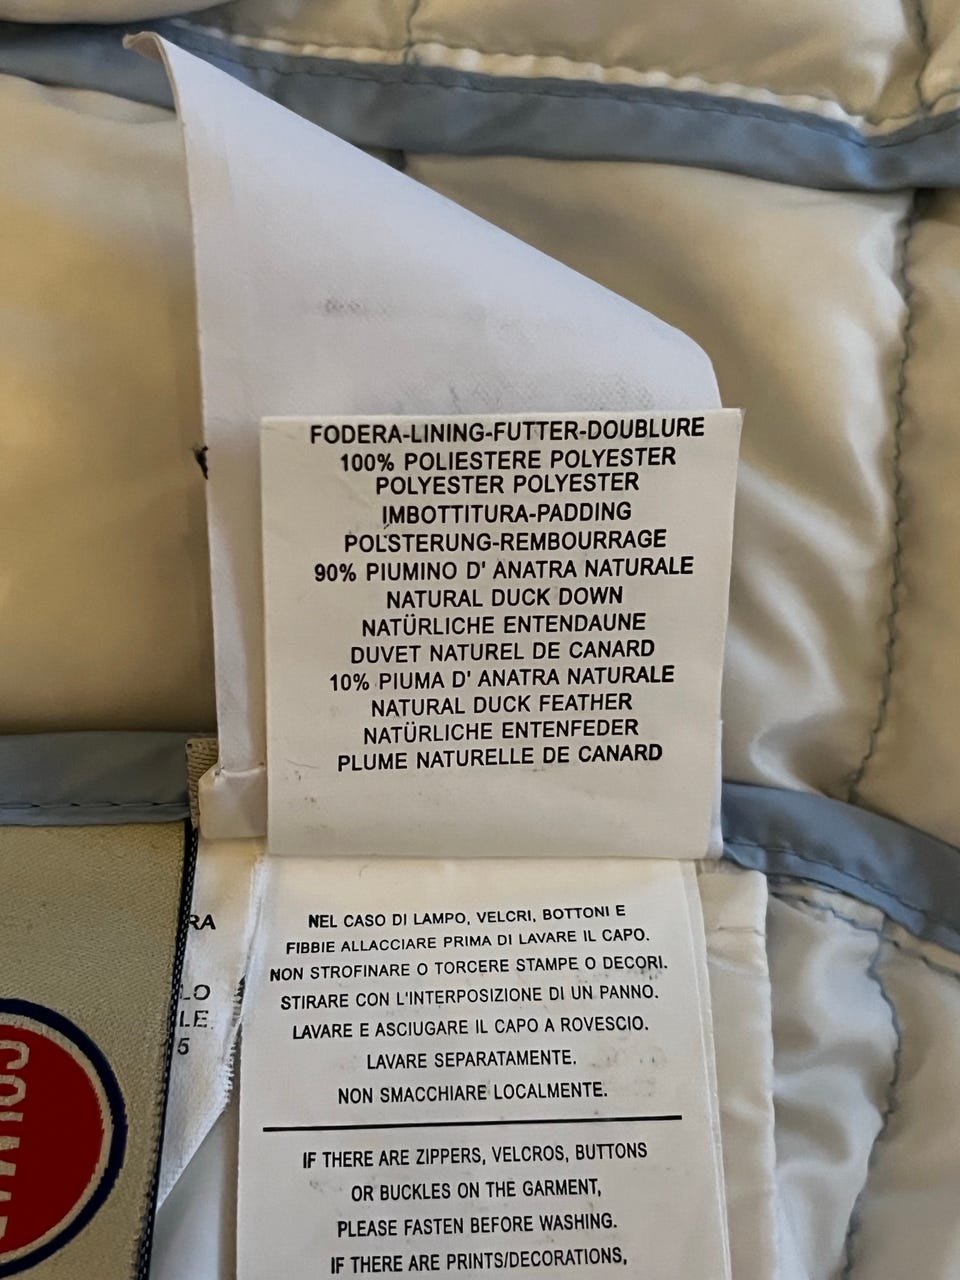 FODERA-LINING-FUTTER-DOUBLURE
100% POLIESTERE POLYESTER
POLYESTER POLYESTER
IMBOTTITURA-PADDING
POLSTERUNG-REMBOURRAGE
90% PIUMINO D' ANATRA NATURALE
NATURAL DUCK DOWN
NATÜRLICHE ENTENDAUNE
DUVET NATUREL DE CANARD
10% PIUMA D' ANATRA NATURALE
NATURAL DUCK FEATHER
NATÜRLICHE ENTENFEDER
PLUME NATURELLE DE CANARD
RA
LO
LE.
5
NEL CASO DI LAMPO, VELCRI, BOTTONI E
FIBBIE ALLACCIARE PRIMA DI LAVARE IL CAPO.
NON STROFINARE O TORCERE STAMPE O DECORI.
STIRARE CON L'INTERPOSIZIONE DI UN PANNO.
LAVARE E ASCIUGARE IL CAPO A ROVESCIO.
LAVARE SEPARATAMENTE.
NON SMACCHIARE LOCALMENTE.
IF THERE ARE ZIPPERS, VELCROS, BUTTONS
OR BUCKLES ON THE GARMENT,
PLEASE FASTEN BEFORE WASHING.
IF THERE ARE PRINTS/DECORATIONS,